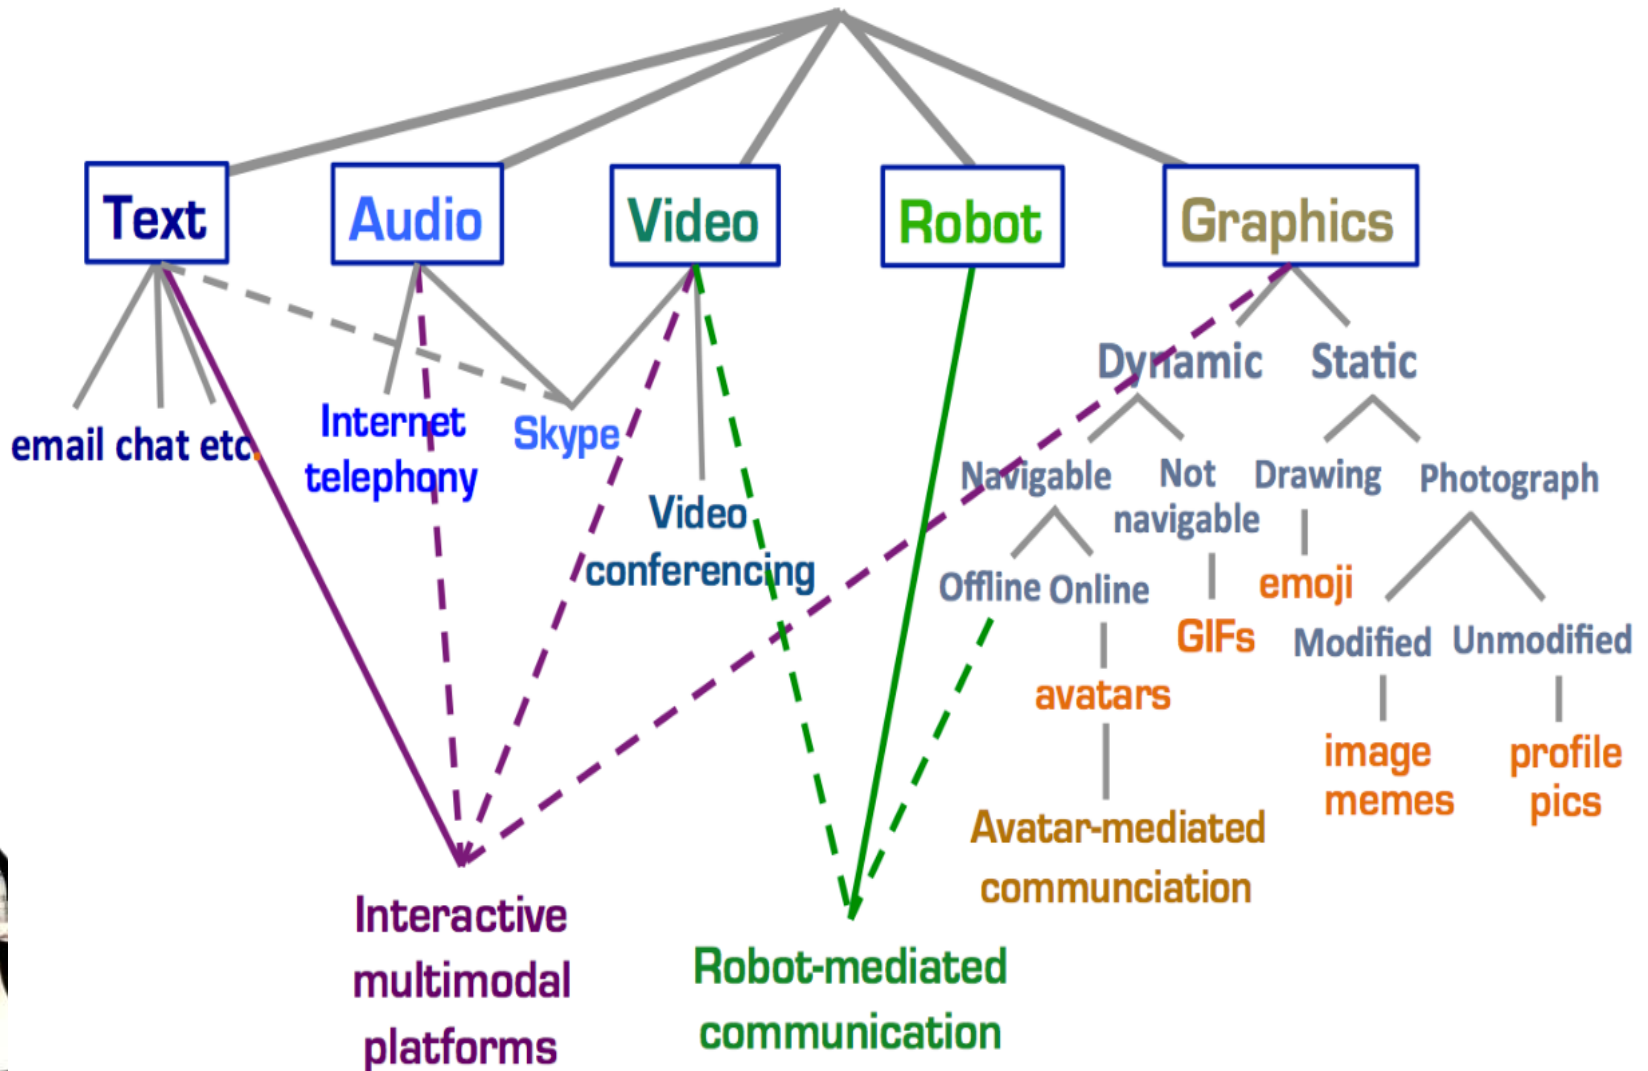 Text
Audio
Video
Robot
Graphics
Dynamic
Static
email chat etc.
Internet
telephony
Skype
Video
conferencing
Navigable
Not
navigable
Drawing
Photograph
Offline
Online
GIFs
emoji
Modified
Unmodified
avatars
image
memes
profile
pics
Avatar-mediated
communciation
Interactive
multimodal
platforms
Robot-mediated
communication